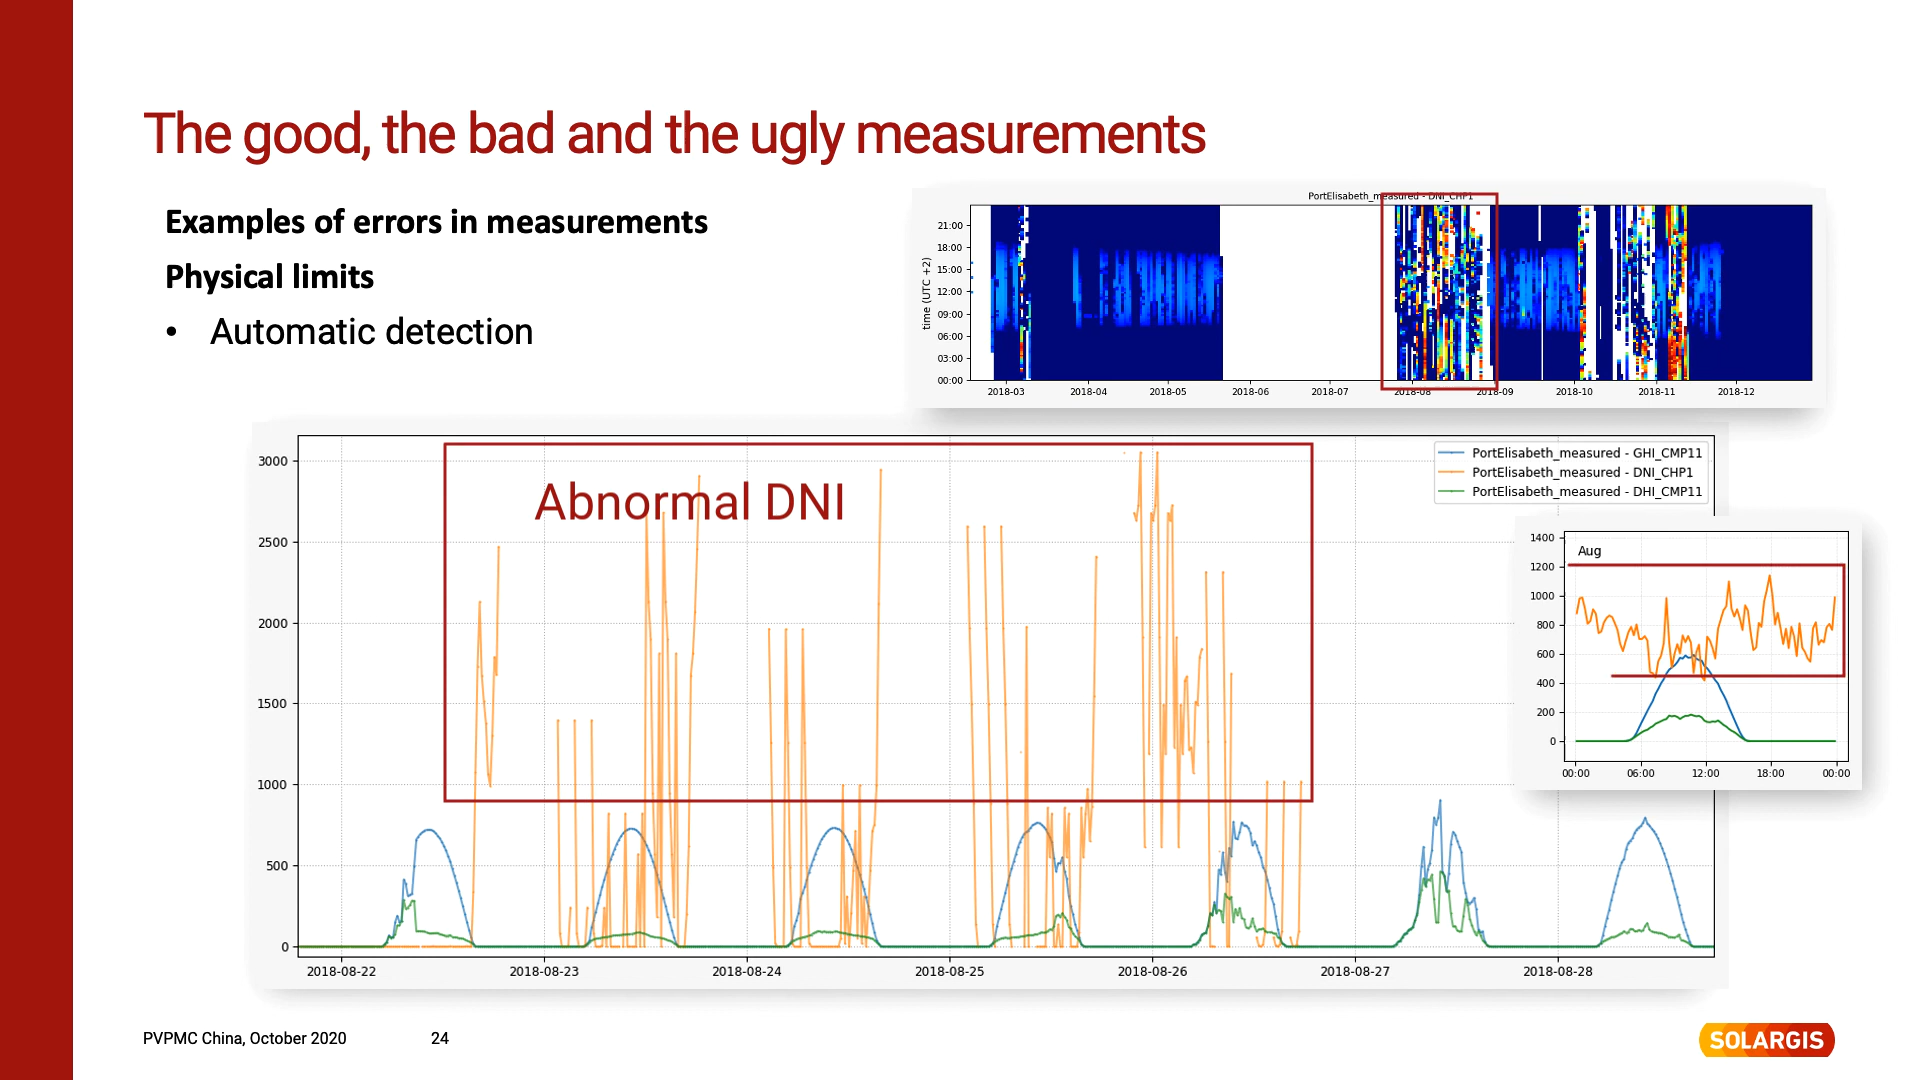 The good, the bad and the ugly measurements
Examples of errors in measurements
Physical limits
• Automatic detection
PortElisabeth_measured - DNI_CHP1
time (UTC +2)
21:00
18:00
15:00
12:00
09:00
06:00
03:00
00:00
2018-03 2018-04 2018-05 2018-06 2018-07 2018-08 2018-09 2018-10 2018-11 2018-12
Abnormal DNI
PortElisabeth_measured - GHI_CMP11
PortElisabeth_measured - DNI_CHP1
PortElisabeth_measured - DHI_CMP11
3000
2500
2000
1500
1000
500
0
2018-08-22 2018-08-23 2018-08-24 2018-08-25 2018-08-26 2018-08-27 2018-08-28
Aug
1400
1200
1000
800
600
400
200
0
00:00 06:00 12:00 18:00 00:00
PVPMC China, October 2020 24
SOLARGIS